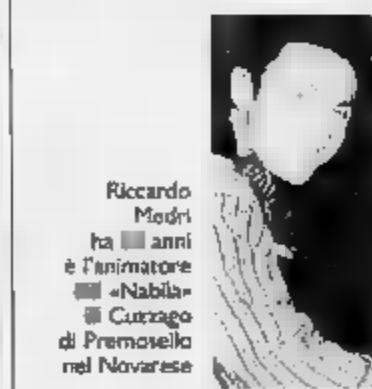 Riccardo
Medri
ha anni
è l'animatore
«Nabila»
Cuzzago
di Premosello
nel Novarese